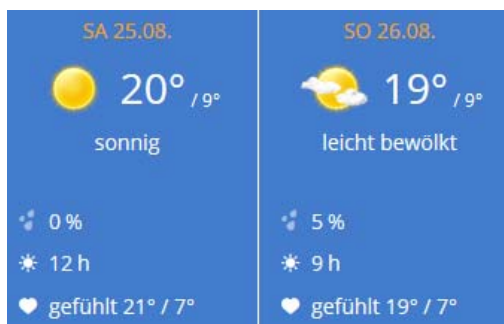 SA 25.08.
20° / 9°
sonnig
0 %
12 h
gefühlt 21° / 7°
SO 26.08.
19° / 9°
leicht bewölkt
5 %
9 h
gefühlt 19° / 7°